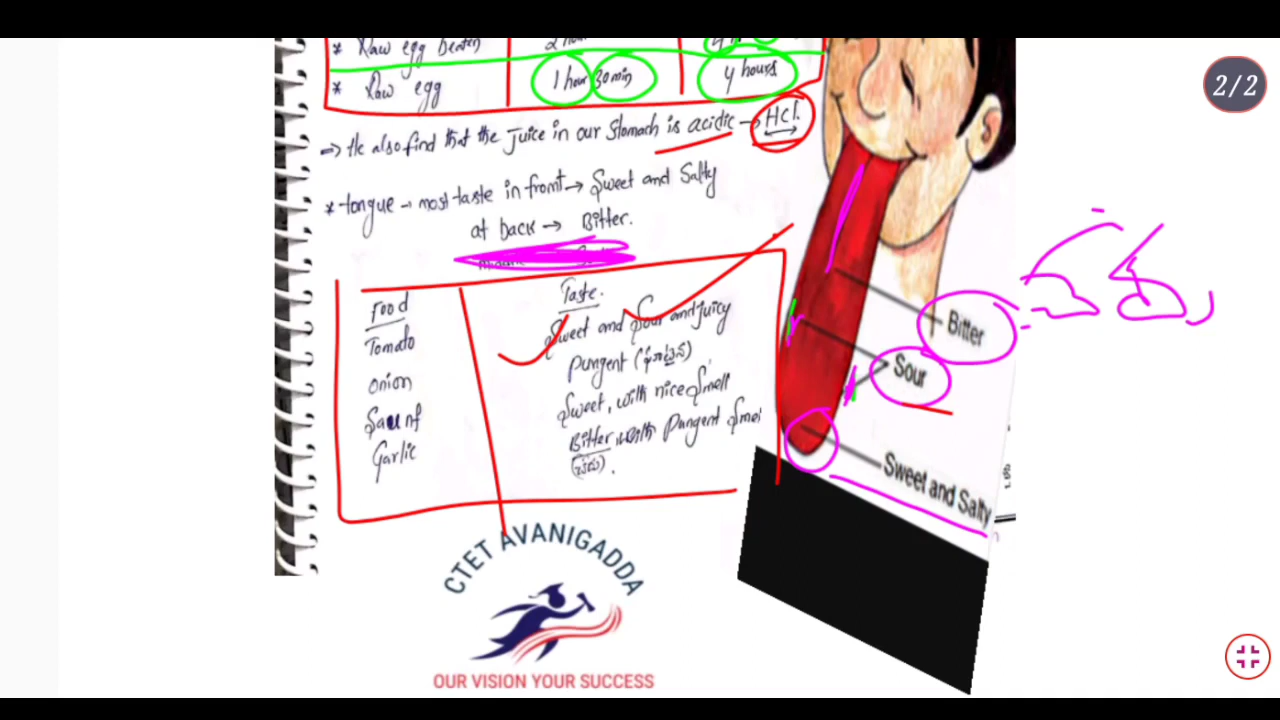 2/2
* Raw egg beaten
* Raw egg 1 hour 30 min 4 hours
⇒ He also find that the Juice in our Stomach is acidic → HCl.
* tongue → most taste in front → Sweet and Salty
at back → Bitter.
Food Taste.
Tomato Sweet and Sour and juicy
onion Pungent
Saunf Sweet, with nice Smell
Garlic Bitter, with Pungent Smel
Bitter
Sour
Sweet and Salty
CTET AVANIGADDA
OUR VISION YOUR SUCCESS